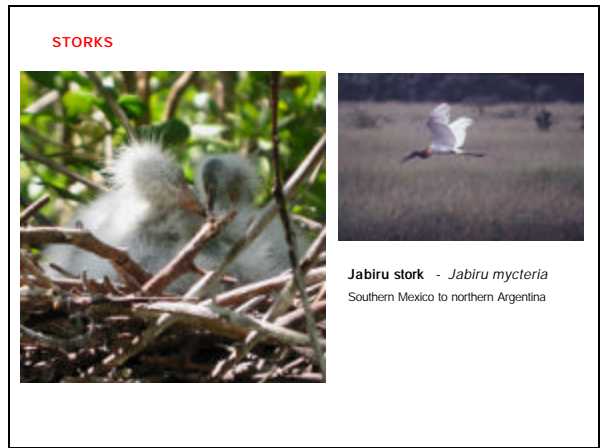 STORKS
Jabiru stork - Jabiru mycteria
Southern Mexico to northern Argentina